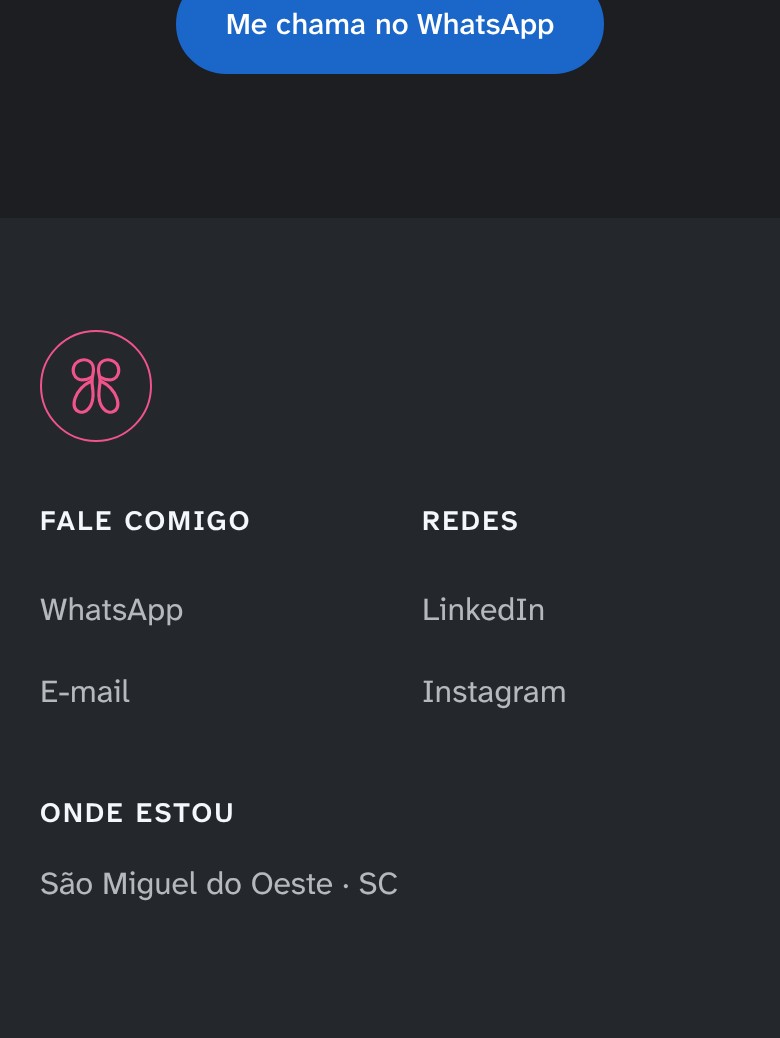 Me chama no WhatsApp
FALE COMIGO
WhatsApp
E-mail
REDES
LinkedIn
Instagram
ONDE ESTOU
São Miguel do Oeste · SC